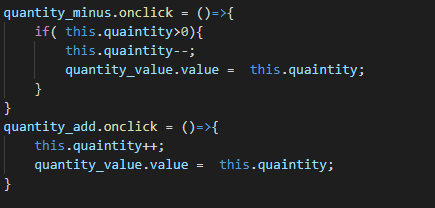 quantity_minus.onclick = ()=>{
if( this.quaintity>0){
this.quaintity--;
quantity_value.value =  this.quaintity;
}
}
quantity_add.onclick = ()=>{
this.quaintity++;
quantity_value.value =  this.quaintity;
}